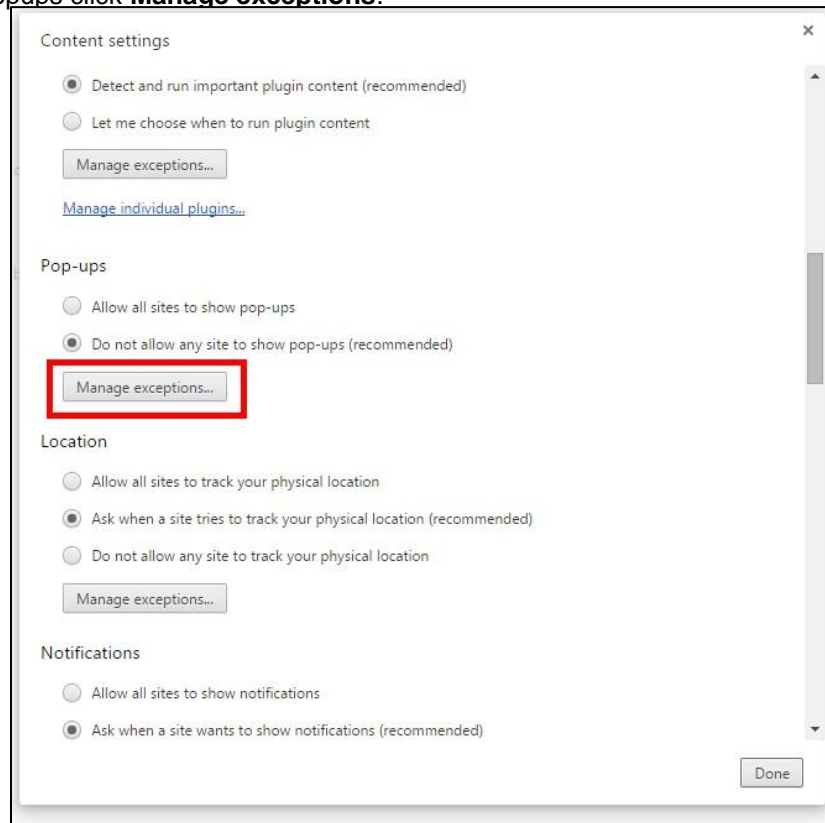 click Manage exceptions.
Content settings
Detect and run important plugin content (recommended)
Let me choose when to run plugin content
Manage exceptions...
Manage individual plugins...
Pop-ups
Allow all sites to show pop-ups
Do not allow any site to show pop-ups (recommended)
Manage exceptions...
Location
Allow all sites to track your physical location
Ask when a site tries to track your physical location (recommended)
Do not allow any site to track your physical location
Manage exceptions...
Notifications
Allow all sites to show notifications
Ask when a site wants to show notifications (recommended)
Done